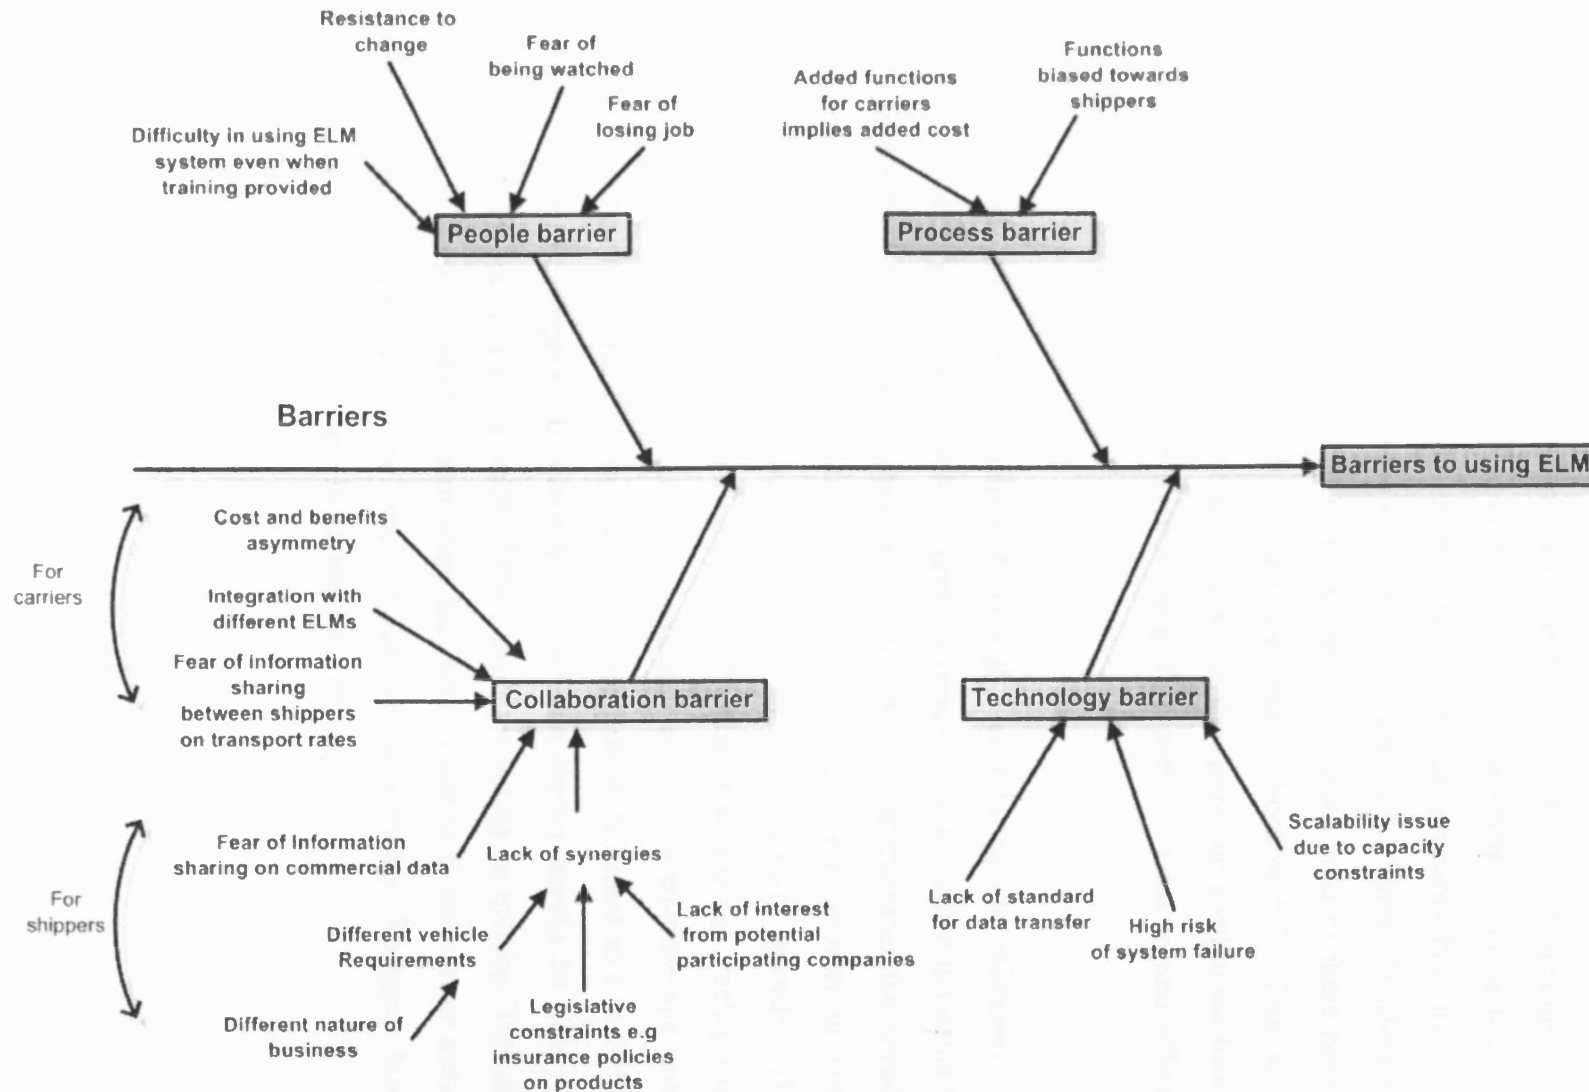 Resistance to
change
Fear of
being watched
Fear of
losing job
Difficulty in using ELM
system even when
training provided
People barrier
Added functions
for carriers
implies added cost
Functions
biased towards
shippers
Process barrier
Barriers
Barriers to using ELM
For
carriers
Cost and benefits
asymmetry
Integration with
different ELMs
Fear of information
sharing
between shippers
on transport rates
Collaboration barrier
Technology barrier
For
shippers
Fear of Information
sharing on commercial data
Lack of synergies
Different vehicle
Requirements
Different nature of
business
Legislative
constraints e.g
insurance policies
on products
Lack of interest
from potential
participating companies
Lack of standard
for data transfer
High risk
of system failure
Scalability issue
due to capacity
constraints